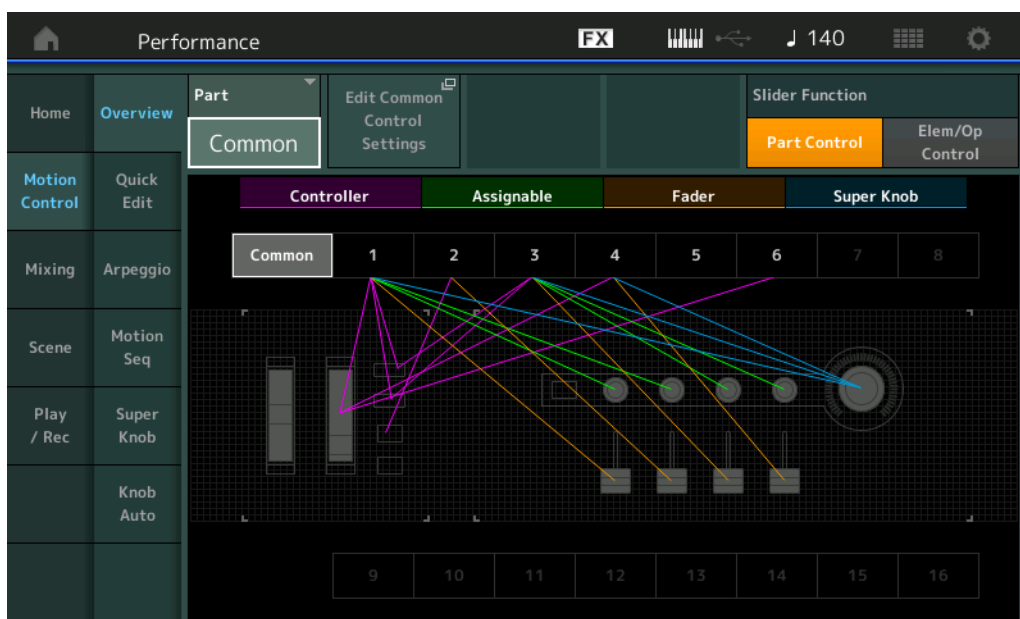 Performance
FX
♩ 140
Home
Overview
Part
Common
Edit Common
Control
Settings
Slider Function
Part Control
Elem/Op
Control
Motion
Control
Quick
Edit
Controller
Assignable
Fader
Super Knob
Common
1
2
3
4
5
6
7
8
Mixing
Arpeggio
Scene
Motion
Seq
Play
/ Rec
Super
Knob
Knob
Auto
9
10
11
12
13
14
15
16